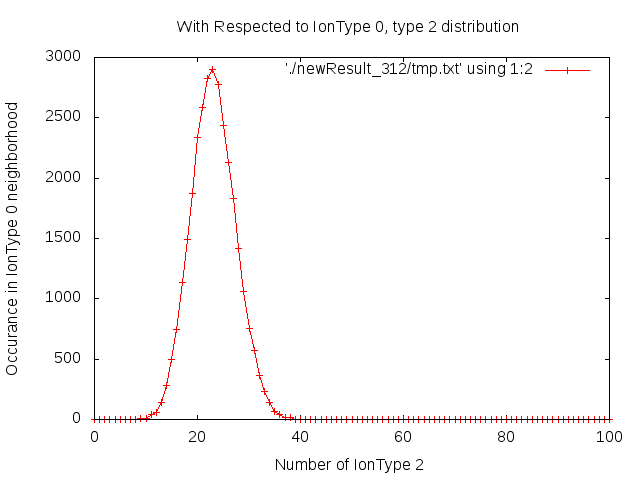 With Respected to IonType 0, type 2 distribution
'./newResult_312/tmp.txt' using 1:2
Occurance in IonType 0 neighborhood
3000
2500
2000
1500
1000
500
0
0 20 40 60 80 100
Number of IonType 2